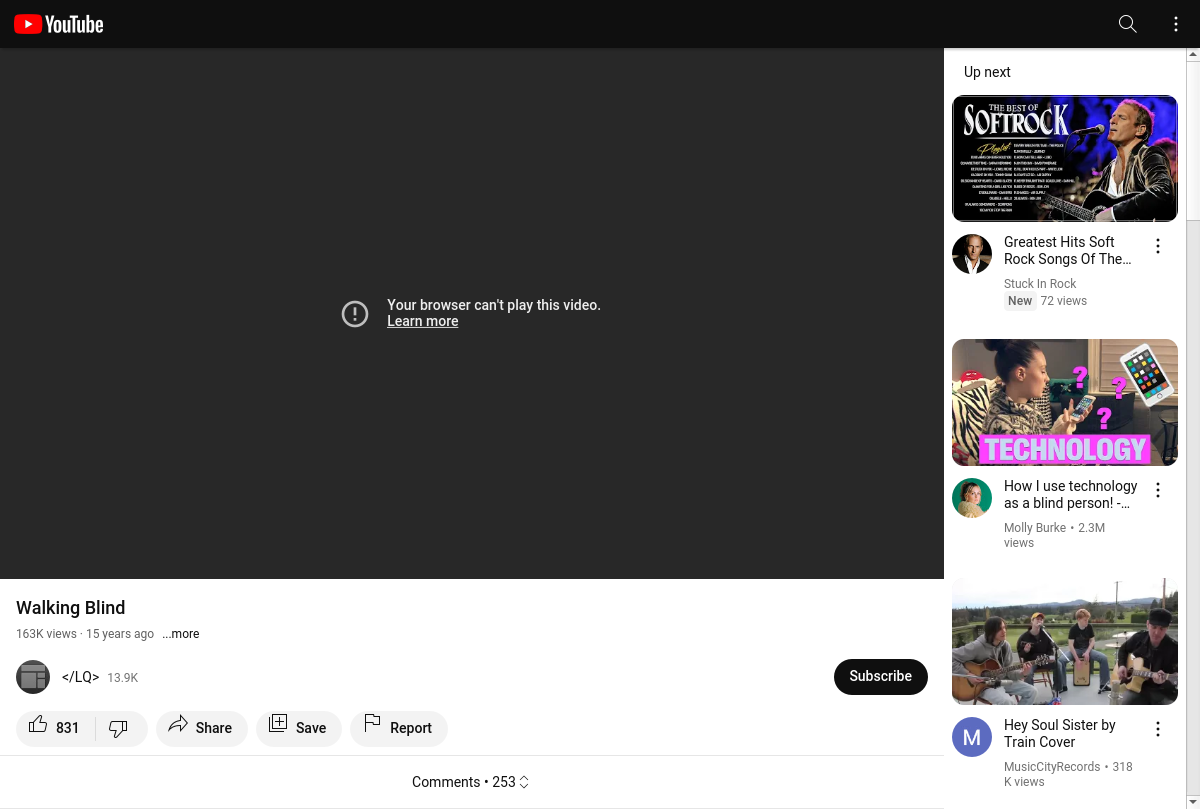 YouTube
Your browser can't play this video.
Learn more
Walking Blind
163K views · 15 years ago ...more
</LQ> 13.9K
Subscribe
831
Share
Save
Report
Comments • 253
Up next
THE BEST OF
SOFTROCK
Playlist
Greatest Hits Soft
Rock Songs Of The…
Stuck In Rock
New 72 views
? ? ?
TECHNOLOGY
How I use technology
as a blind person! -…
Molly Burke • 2.3M
views
M
Hey Soul Sister by
Train Cover
MusicCityRecords • 318
K views